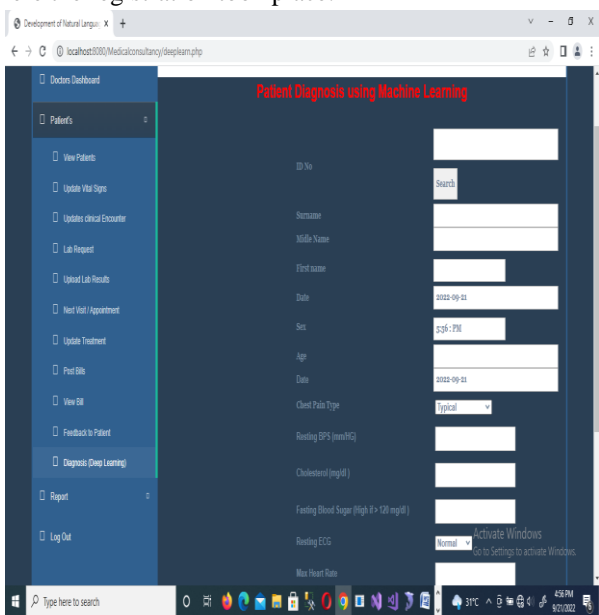 Development of Natural Languag
localhost:8080/Medicalconsultancy/deeplearn.php
Doctors Dashboard
Patient Diagnosis using Machine Learning
Patient's
View Patients
ID No
Search
Update Vital Signs
Updates clinical Encounter
Surname
Midle Name
Lab Request
First name
Upload Lab Results
Date 2022-09-21
Next Visit / Appointment
Sex 5:36 : PM
Update Treatment
Age
Post Bills
Date 2022-09-21
View Bill
Chest Pain Type Typical
Feedback to Patient
Resting BPS (mm/HG)
Diagnosis (Deep Learning)
Cholesterol (mg/dl )
Report
Fasting Blood Sugar (High if > 120 mg/dl )
Log Out
Resting ECG Normal
Activate Windows
Go to Settings to activate Windows.
Max Heart Rate
Type here to search
31°C
4:56 PM
9/21/2022